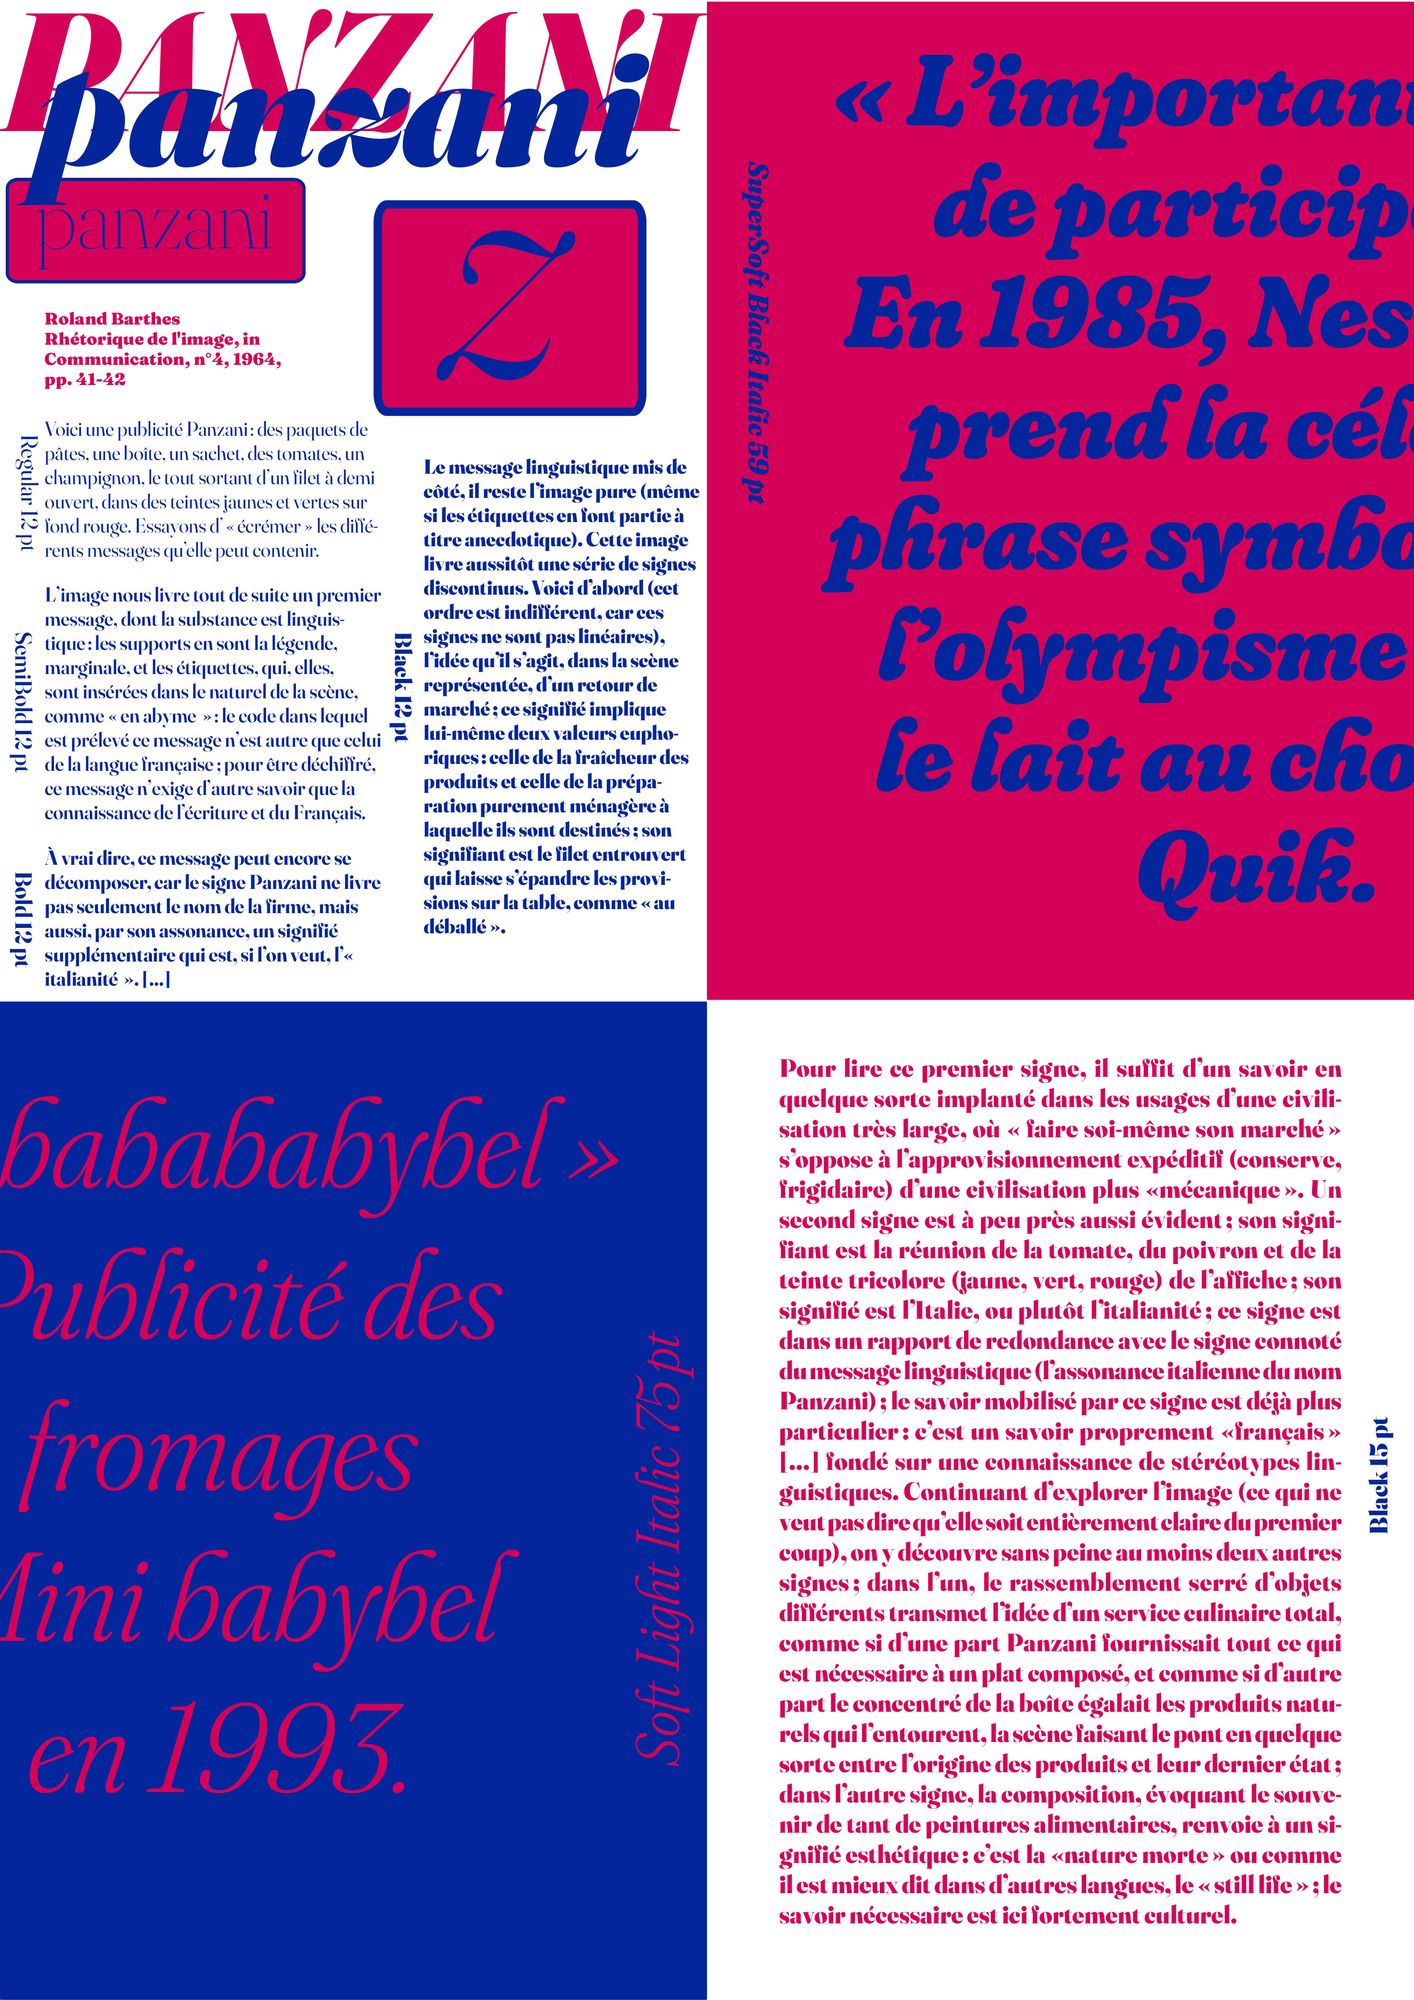 PANZANI
panzani
panzani
Z
Roland Barthes
Rhétorique de l'image, in
Communication, n°4, 1964,
pp. 41-42
Regular 12 pt
Voici une publicité Panzani : des paquets de
pâtes, une boîte, un sachet, des tomates, un
champignon, le tout sortant d’un filet à demi
ouvert, dans des teintes jaunes et vertes sur
fond rouge. Essayons d’ « écrémer » les diffé-
rents messages qu’elle peut contenir.
SemiBold 12 pt
L’image nous livre tout de suite un premier
message, dont la substance est linguis-
tique : les supports en sont la légende,
marginale, et les étiquettes, qui, elles,
sont insérées dans le naturel de la scène,
comme « en abyme » : le code dans lequel
est prélevé ce message n’est autre que celui
de la langue française ; pour être déchiffré,
ce message n’exige d’autre savoir que la
connaissance de l’écriture et du Français.
Bold 12 pt
À vrai dire, ce message peut encore se
décomposer, car le signe Panzani ne livre
pas seulement le nom de la firme, mais
aussi, par son assonance, un signifié
supplémentaire qui est, si l’on veut, l’«
italianité ». [...]
Black 12 pt
Le message linguistique mis de
côté, il reste l’image pure (même
si les étiquettes en font partie à
titre anecdotique). Cette image
livre aussitôt une série de signes
discontinus. Voici d’abord (cet
ordre est indifférent, car ces
signes ne sont pas linéaires),
l’idée qu’il s’agit, dans la scène
représentée, d’un retour de
marché ; ce signifié implique
lui-même deux valeurs eupho-
riques : celle de la fraîcheur des
produits et celle de la prépa-
ration purement ménagère à
laquelle ils sont destinés ; son
signifiant est le filet entrouvert
qui laisse s’épandre les provi-
sions sur la table, comme « au
déballé ».
SuperSoft Black Italic 59 pt
« L’important
de particip
En 1985, Nes
prend la célè
phrase symbo
l’olympisme
le lait au cho
Quik.
babababybel »
Publicité des
fromages
Mini babybel
en 1993.
Soft Light Italic 75 pt
Pour lire ce premier signe, il suffit d’un savoir en
quelque sorte implanté dans les usages d’une civili-
sation très large, où « faire soi-même son marché »
s’oppose à l’approvisionnement expéditif (conserve,
frigidaire) d’une civilisation plus «mécanique ». Un
second signe est à peu près aussi évident ; son signi-
fiant est la réunion de la tomate, du poivron et de la
teinte tricolore (jaune, vert, rouge) de l’affiche ; son
signifié est l’Italie, ou plutôt l’italianité ; ce signe est
dans un rapport de redondance avec le signe connoté
du message linguistique (l’assonance italienne du nom
Panzani) ; le savoir mobilisé par ce signe est déjà plus
particulier : c’est un savoir proprement «français »
[...] fondé sur une connaissance de stéréotypes lin-
guistiques. Continuant d’explorer l’image (ce qui ne
veut pas dire qu’elle soit entièrement claire du premier
coup), on y découvre sans peine au moins deux autres
signes ; dans l’un, le rassemblement serré d’objets
différents transmet l’idée d’un service culinaire total,
comme si d’une part Panzani fournissait tout ce qui
est nécessaire à un plat composé, et comme si d’autre
part le concentré de la boîte égalait les produits natu-
rels qui l’entourent, la scène faisant le pont en quelque
sorte entre l’origine des produits et leur dernier état ;
dans l’autre signe, la composition, évoquant le souve-
nir de tant de peintures alimentaires, renvoie à un si-
gnifié esthétique : c’est la «nature morte » ou comme
il est mieux dit dans d’autres langues, le « still life » ; le
savoir nécessaire est ici fortement culturel.
Black 15 pt